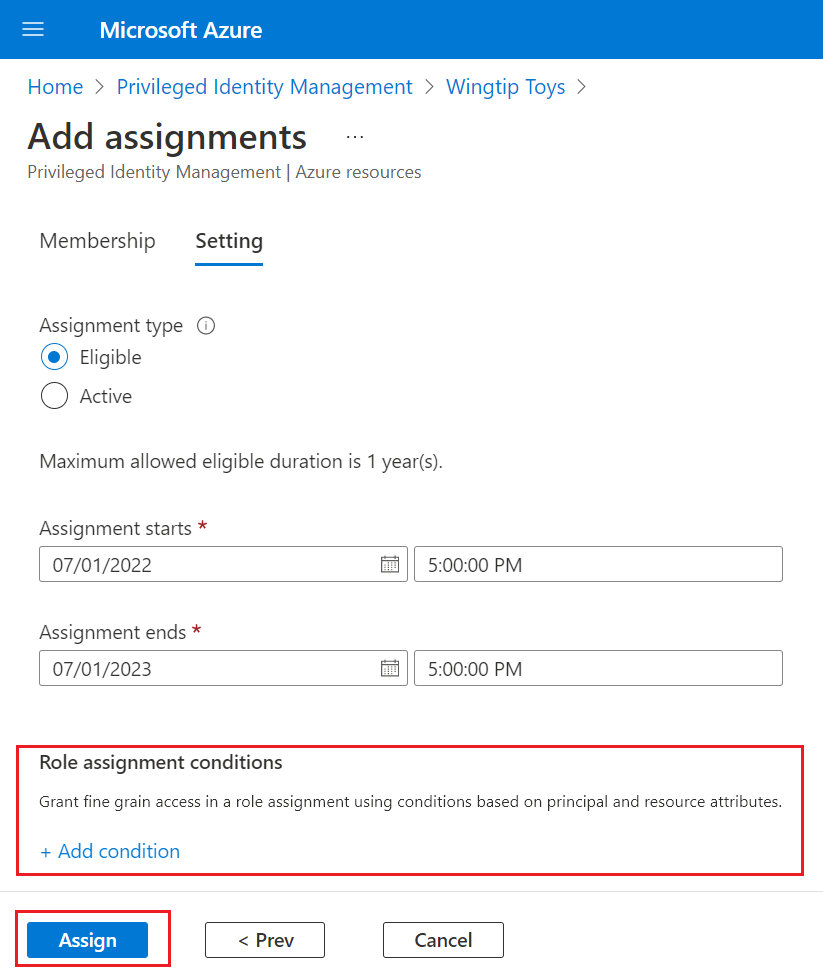 Microsoft Azure
Home > Privileged Identity Management > Wingtip Toys >
Add assignments ...
Privileged Identity Management | Azure resources
Membership Setting
Assignment type
Eligible
Active
Maximum allowed eligible duration is 1 year(s).
Assignment starts *
07/01/2022 5:00:00 PM
Assignment ends *
07/01/2023 5:00:00 PM
Role assignment conditions
Grant fine grain access in a role assignment using conditions based on principal and resource attributes.
+ Add condition
Assign < Prev Cancel